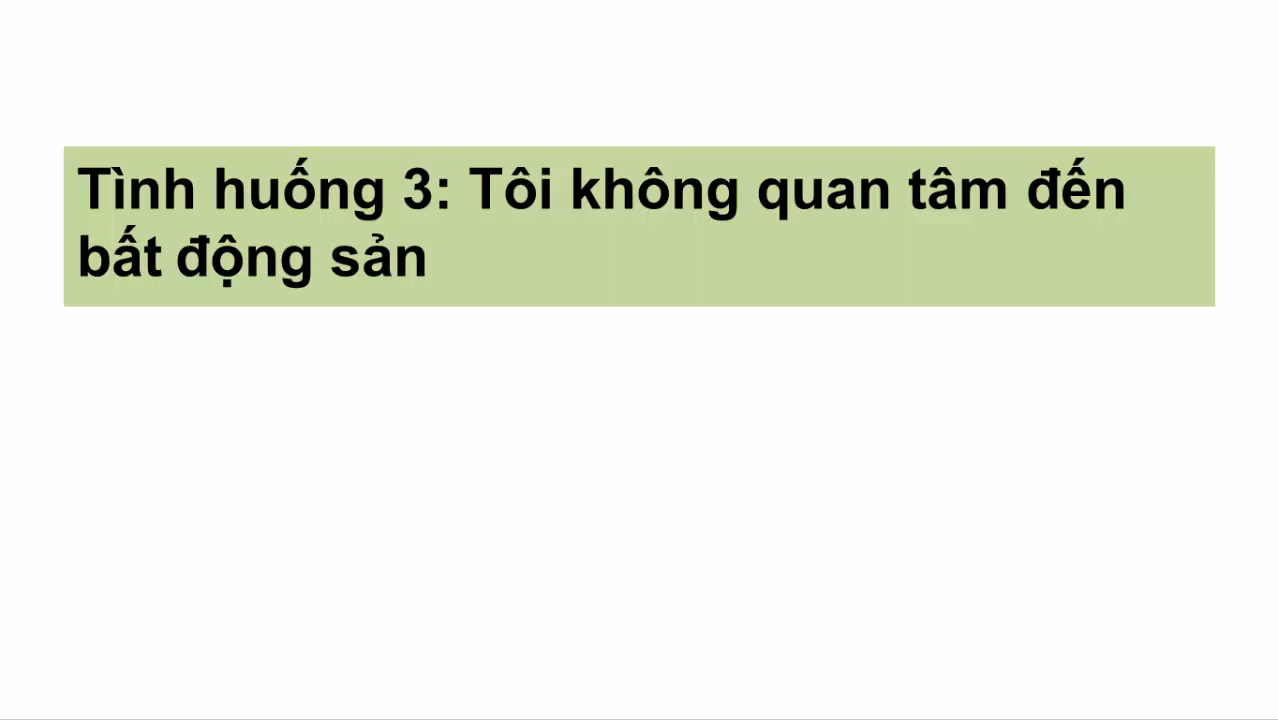 Tình huống 3: Tôi không quan tâm đến
bất động sản